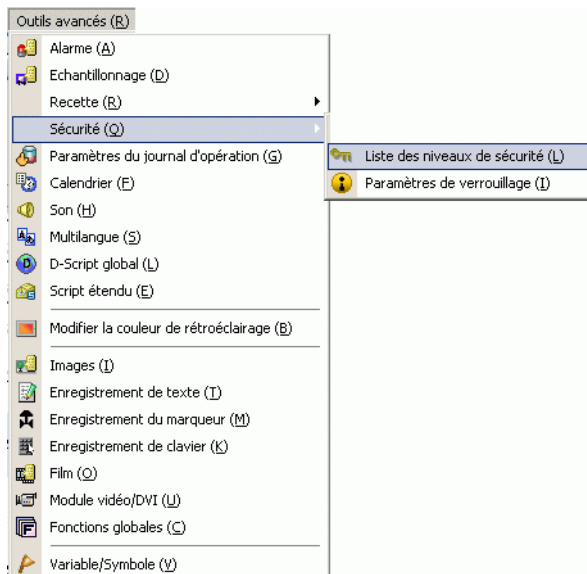 Outils avancés (R)
Alarme (A)
Echantillonnage (D)
Recette (R)
Sécurité (Q)
Paramètres du journal d'opération (G)
Liste des niveaux de sécurité (L)
Calendrier (F)
Paramètres de verrouillage (I)
Son (H)
Multilangue (S)
D-Script global (L)
Script étendu (E)
Modifier la couleur de rétroéclairage (B)
Images (I)
Enregistrement de texte (T)
Enregistrement du marqueur (M)
Enregistrement de clavier (K)
Film (O)
Module vidéo/DVI (U)
Fonctions globales (C)
Variable/Symbole (V)